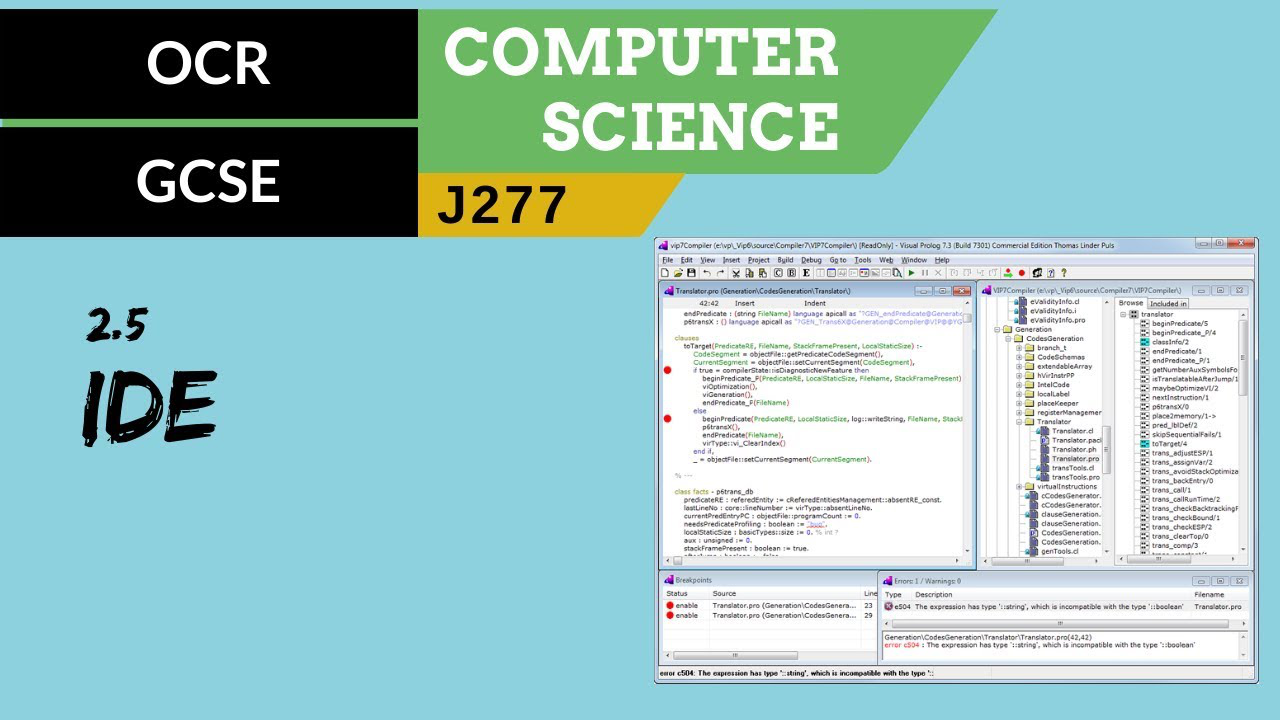 OCR
GCSE
COMPUTER
SCIENCE
J277
2.5
IDE
vip7Compiler (e:\vp\_Vip6\source\Compiler7\VIP7Compiler\) [ReadOnly] - Visual Prolog 7.3 (Build 7301) Commercial Edition Thomas Linder Puls
File Edit View Insert Project Build Debug Go to Tools Web Window Help
Translator.pro (Generation\CodesGeneration\Translator\)
42:42 Insert Indent
endPredicate : (string FileName) language apicall as "?GEN_endPredicate@Generatio
p6transX : () language apicall as "?GEN_Trans6X@Generation@Compiler@VIP@@YG
clauses
toTarget(PredicateRE, FileName, StackFramePresent, LocalStaticSize) :-
CodeSegment = objectFile::getPredicateCodeSegment(),
CurrentSegment = objectFile::setCurrentSegment(CodeSegment),
if true = compilerState::isDiagnosticNewFeature then
beginPredicate_P(PredicateRE, LocalStaticSize, FileName, StackFramePresent)
viOptimization(),
viGeneration(),
endPredicate_P(FileName)
else
beginPredicate(PredicateRE, LocalStaticSize, log::writeString, FileName, Stack
p6transX(),
endPredicate(FileName),
virType::vi_ClearIndex()
end if,
_ = objectFile::setCurrentSegment(CurrentSegment).
% ---
class facts - p6trans_db
predicateRE : referedEntity := cReferedEntitiesManagement::absentRE_const.
lastLineNo : core::lineNumber := virType::absentLineNo.
currentPredEntryPC : objectFile::programCount := 0.
needsPredicateProfiling : boolean := "bug".
localStaticSize : basicTypes::size := 0. % int ?
aux : unsigned := 0.
stackFramePresent : boolean := true.
VIP7Compiler (e:\vp\_Vip6\source\Compiler7\VIP7Compiler\)
eValidityInfo.cl
eValidityInfo.i
eValidityInfo.pro
Generation
CodesGeneration
branch_t
CodeSchemas
extendableArray
hVirInstrPP
IntelCode
localLabel
placeKeeper
registerManagemer
Translator
Translator.cl
Translator.pacl
Translator.ph
Translator.pro
transTools.cl
transTools.pro
virtualInstructions
cCodesGenerator.
cCodesGenerator.
clauseGeneration.
clauseGeneration.
CodesGeneration.
CodesGeneration.
genTools.cl
Browse Included in
translator
beginPredicate/5
beginPredicate_P/4
classInfo/2
endPredicate/1
endPredicate_P/1
getNumberAuxSymbolsFo
isTranslatableAfterJump/1
maybeOptimizeVI/2
nextInstruction/1
p6transX/0
place2memory/1->
pred_lblDef/2
skipSequentialFails/1
toTarget/4
trans_adjustESP/1
trans_assignVar/2
trans_avoidStackOptimiza
trans_backEntry/0
trans_call/1
trans_callRunTime/2
trans_checkBacktrackingF
trans_checkBound/1
trans_checkESP/2
trans_clearTop/0
trans_comp/3
Breakpoints
Status Source Line
enable Translator.pro (Generation\CodesGenera... 23
enable Translator.pro (Generation\CodesGenera... 29
Errors: 1 / Warnings: 0
Type Description Filename
e504 The expression has type '::string', which is incompatible with the type '::boolean' Translator.pro
Generation\CodesGeneration\Translator\Translator.pro(42,42)
error c504 : The expression has type '::string', which is incompatible with the type '::boolean'
error c504: The expression has type '::string', which is incompatible with the type '::